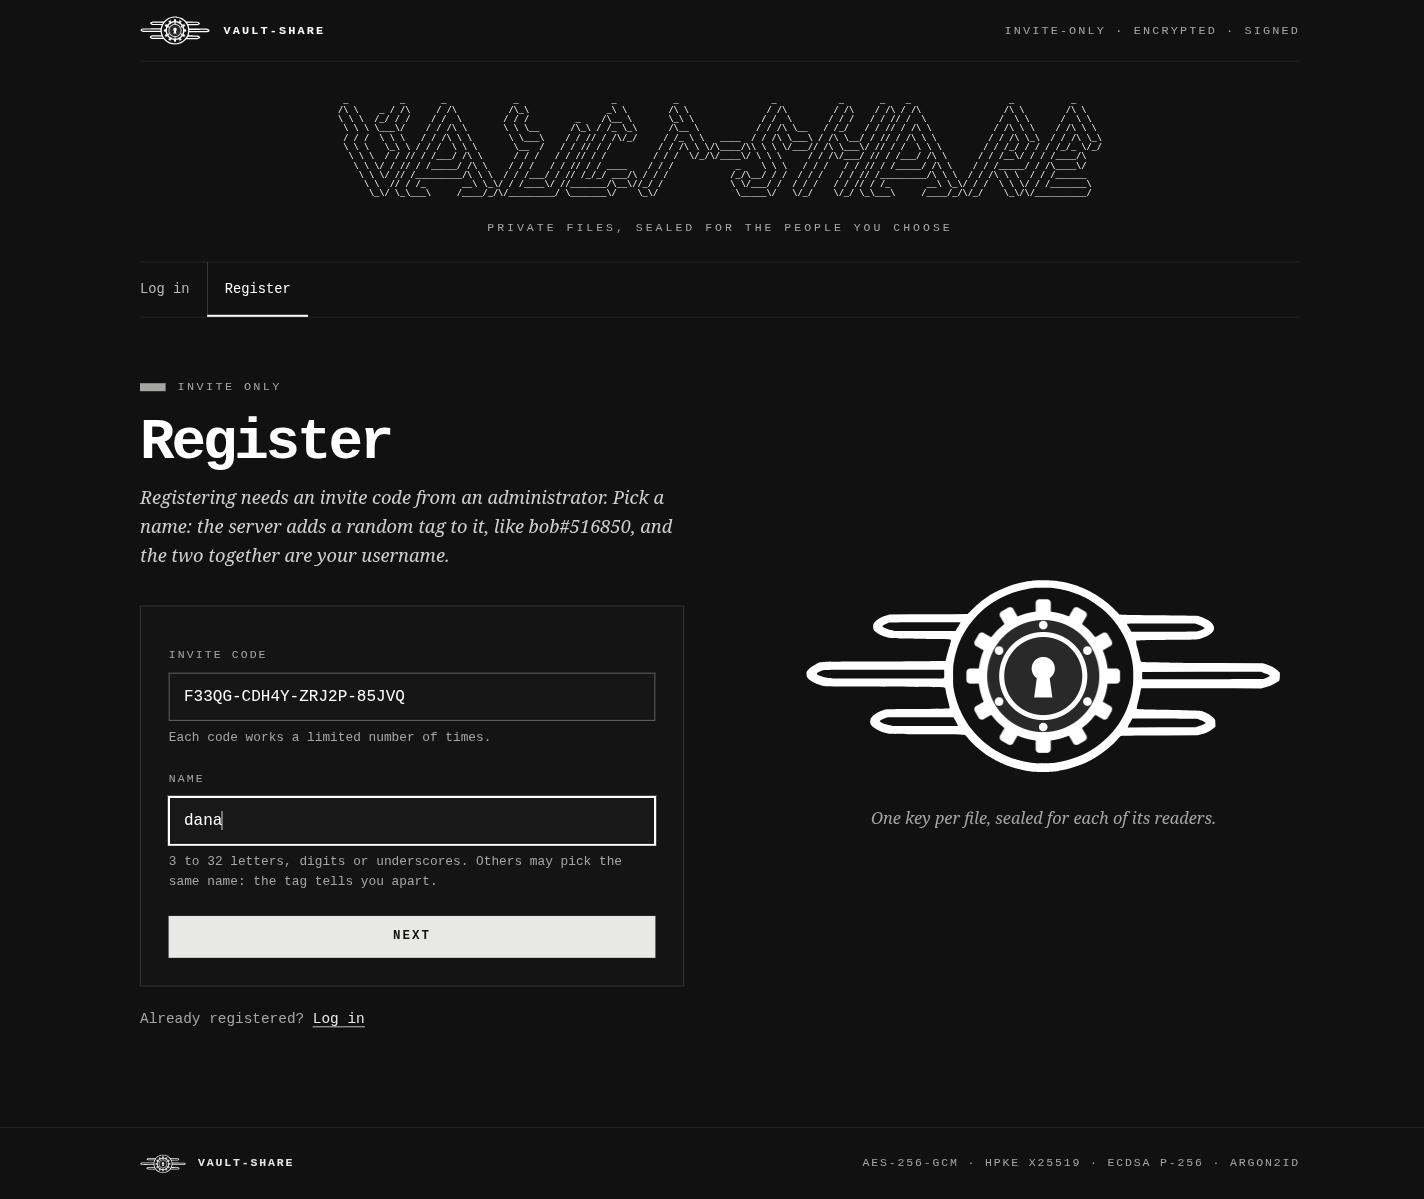 VAULT-SHARE
INVITE-ONLY · ENCRYPTED · SIGNED
VAULT-SHARE
PRIVATE FILES, SEALED FOR THE PEOPLE YOU CHOOSE
Log in
Register
INVITE ONLY
Register
Registering needs an invite code from an administrator. Pick a
name: the server adds a random tag to it, like bob#516850, and
the two together are your username.
INVITE CODE
F33QG-CDH4Y-ZRJ2P-85JVQ
Each code works a limited number of times.
NAME
dana
3 to 32 letters, digits or underscores. Others may pick the
same name: the tag tells you apart.
NEXT
Already registered? Log in
One key per file, sealed for each of its readers.
VAULT-SHARE
AES-256-GCM · HPKE X25519 · ECDSA P-256 · ARGON2ID